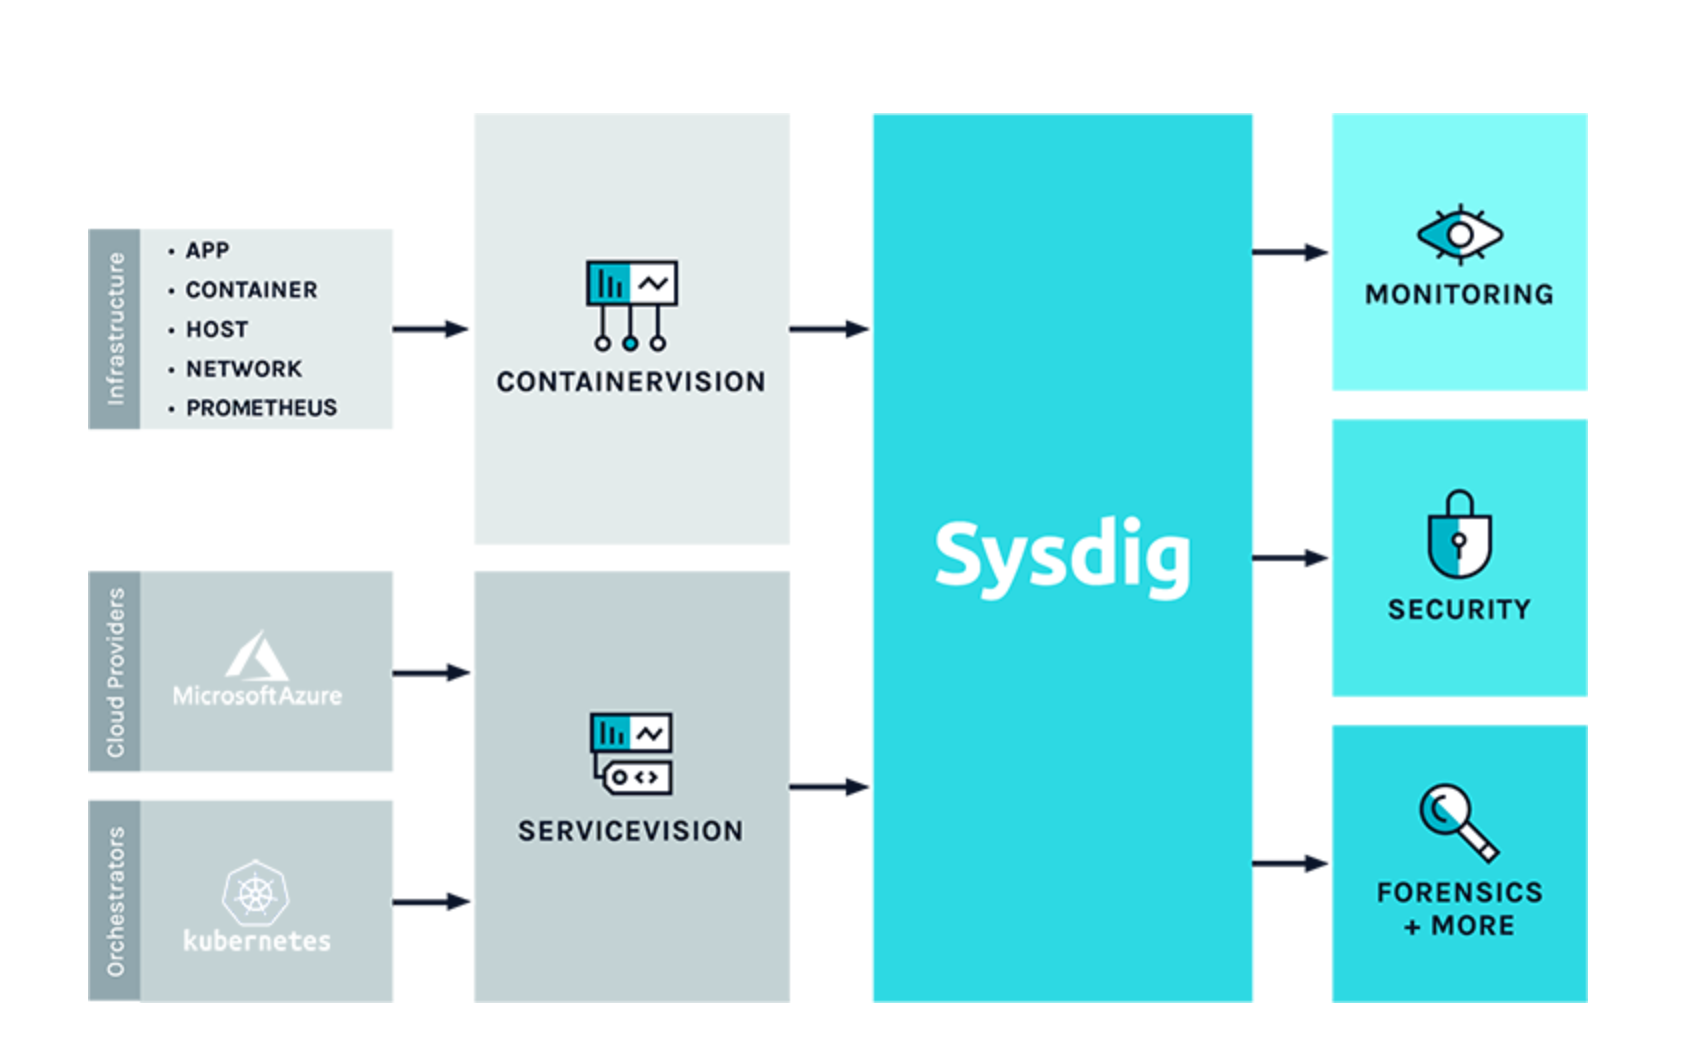 Infrastructure
• APP
• CONTAINER
• HOST
• NETWORK
• PROMETHEUS
CONTAINERVISION
Cloud Providers
Microsoft Azure
Orchestrators
kubernetes
SERVICEVISION
Sysdig
MONITORING
SECURITY
FORENSICS
+ MORE